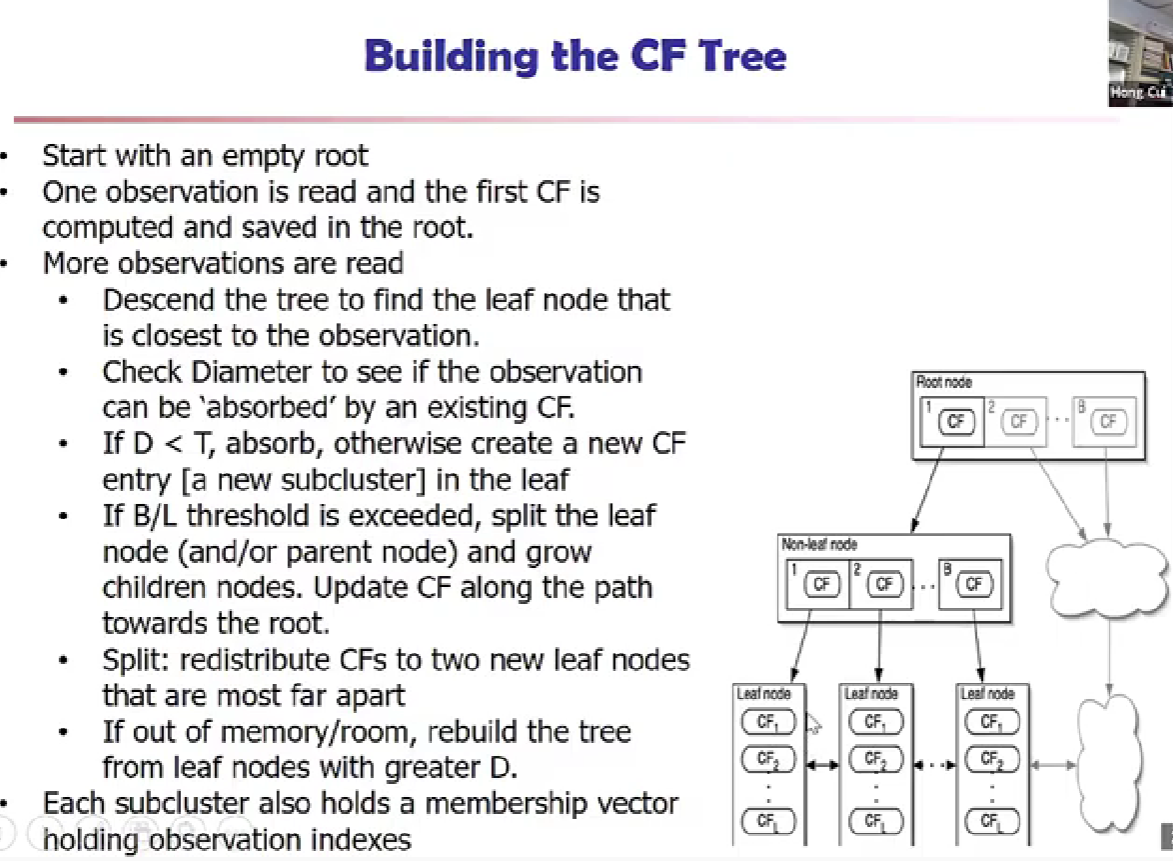 Building the CF Tree
Hong Cui
• Start with an empty root
• One observation is read and the first CF is
computed and saved in the root.
• More observations are read
• Descend the tree to find the leaf node that
is closest to the observation.
• Check Diameter to see if the observation
can be ‘absorbed’ by an existing CF.
• If D < T, absorb, otherwise create a new CF
entry [a new subcluster] in the leaf
• If B/L threshold is exceeded, split the leaf
node (and/or parent node) and grow
children nodes. Update CF along the path
towards the root.
• Split: redistribute CFs to two new leaf nodes
that are most far apart
• If out of memory/room, rebuild the tree
from leaf nodes with greater D.
• Each subcluster also holds a membership vector
holding observation indexes
Root node
1 CF 2 CF ... B CF
Non-leaf node
1 CF 2 CF ... B CF
Leaf node Leaf node Leaf node
CF₁ CF₁ CF₁
CF₂ CF₂ ... CF₂
: : :
CF_L CF_L CF_L